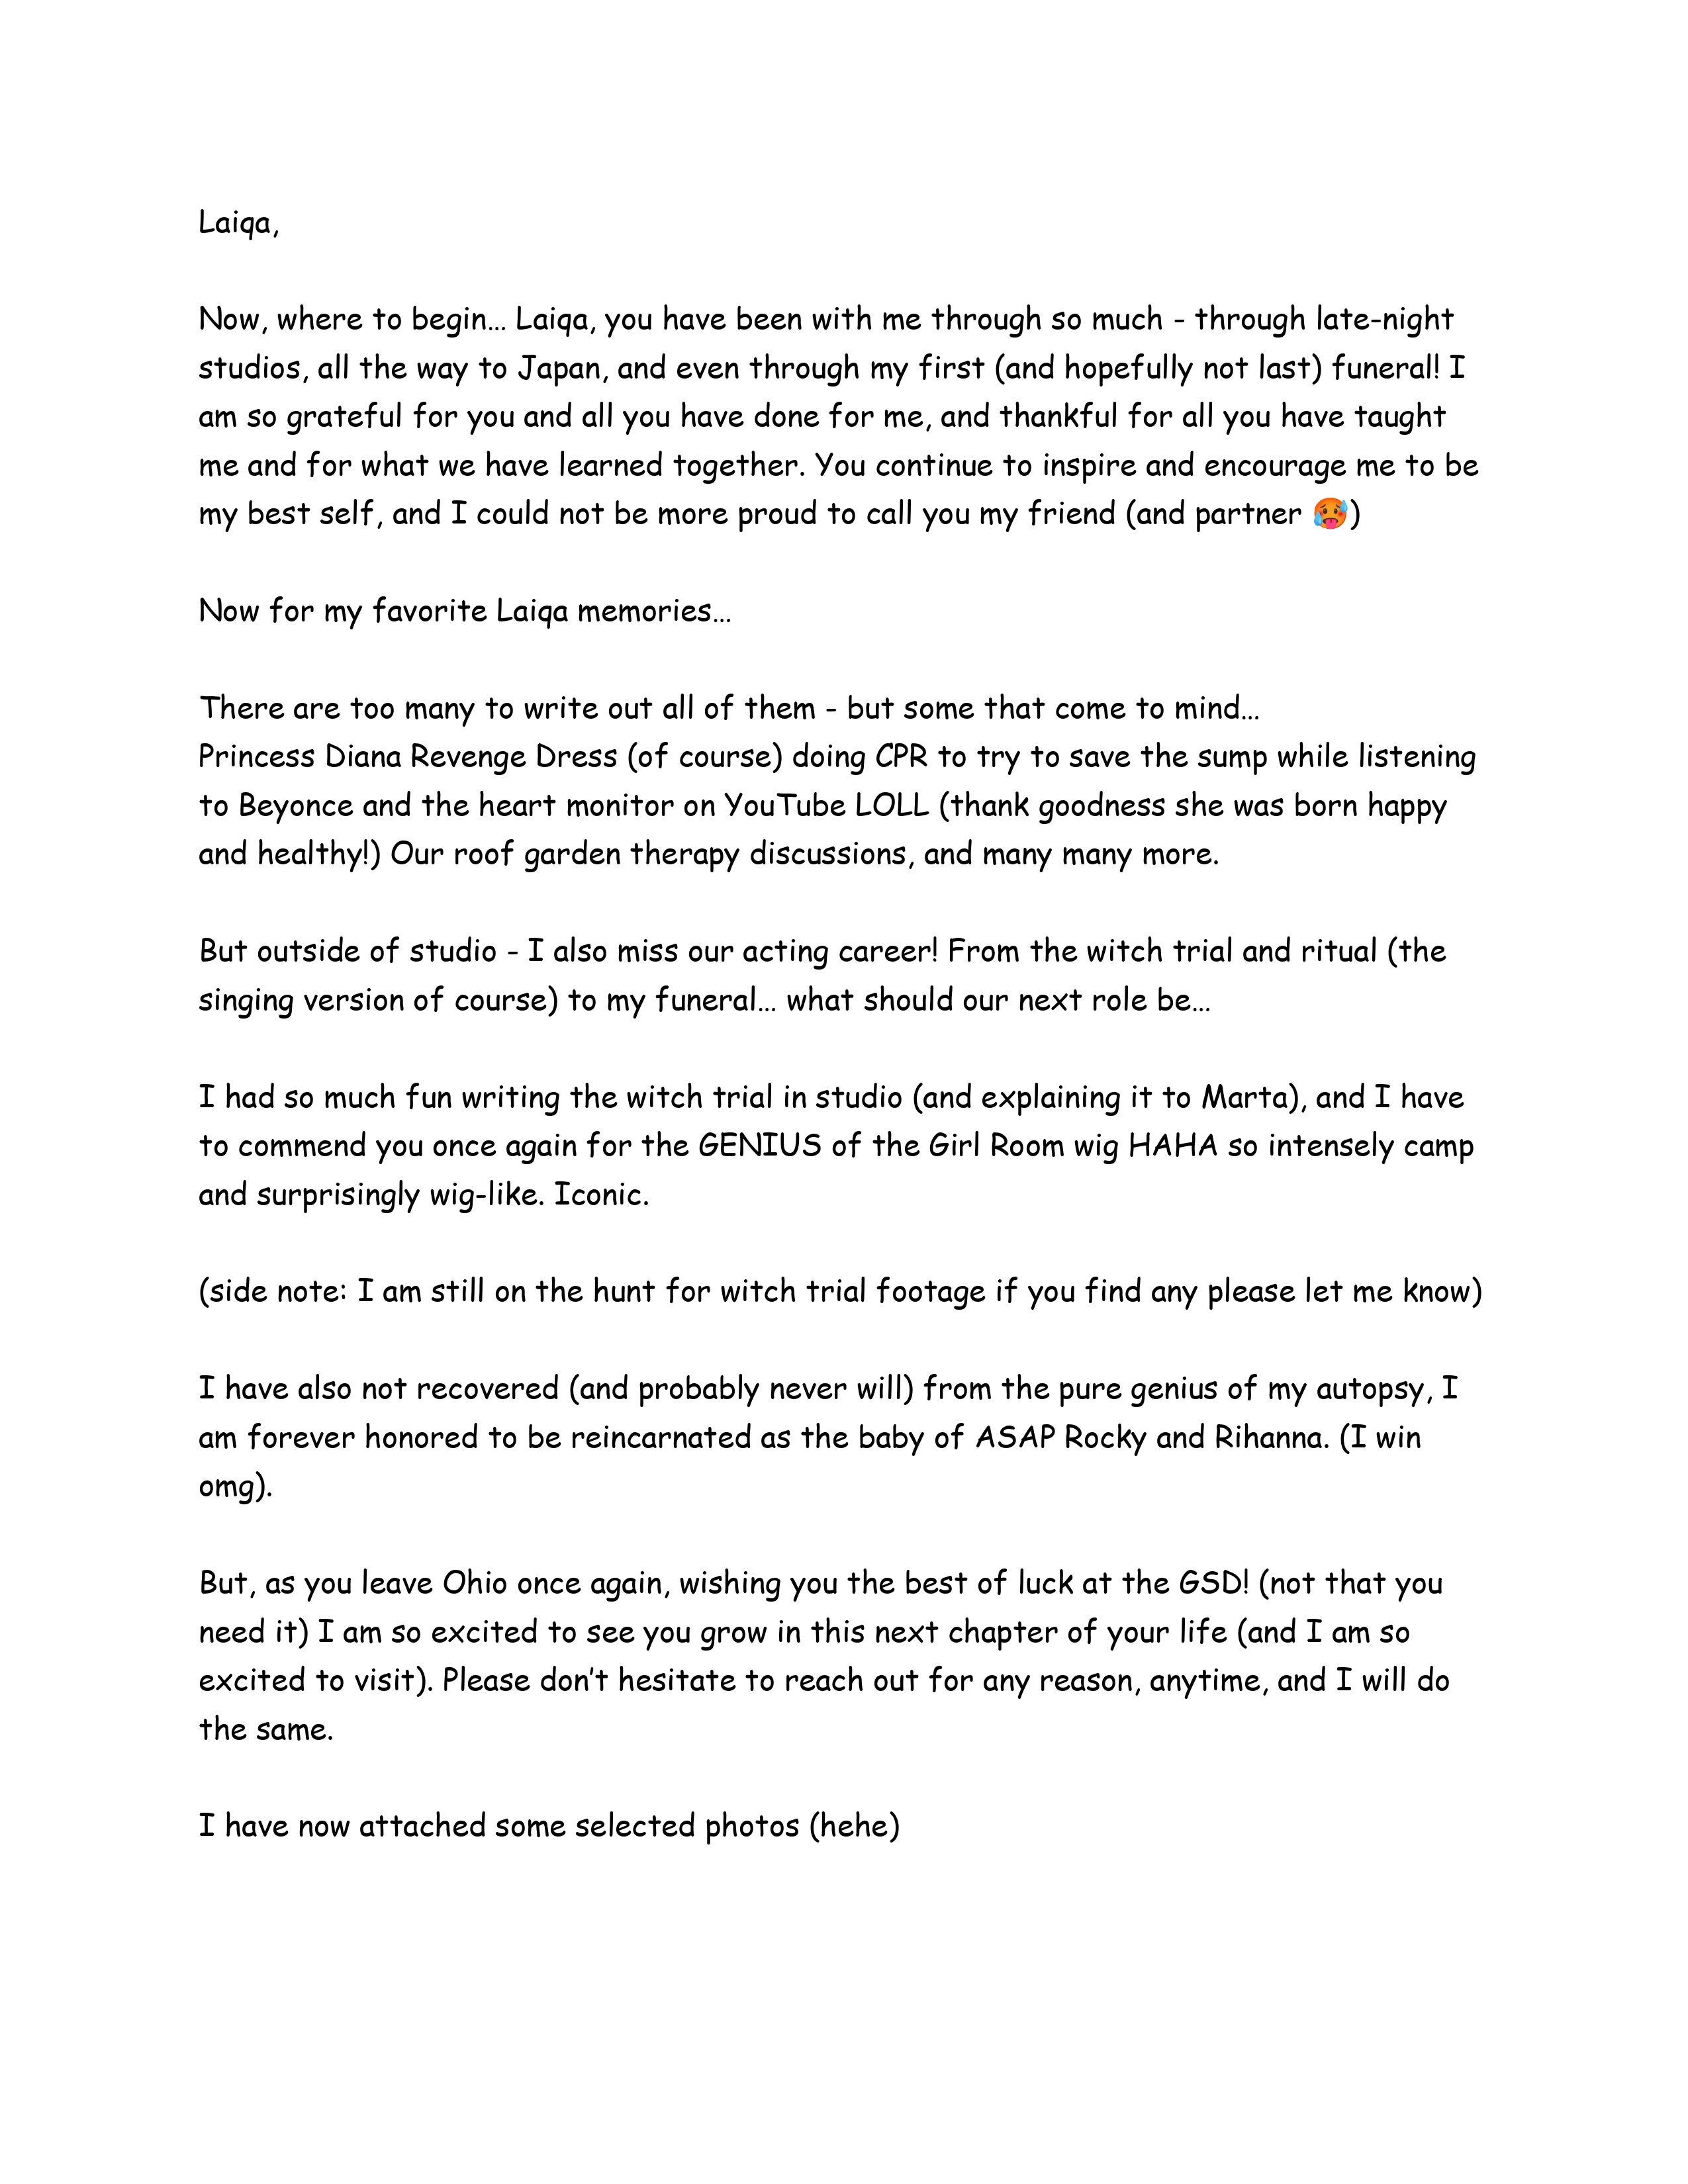 Laiqa,
Now, where to begin... Laiqa, you have been with me through so much - through late-night
studios, all the way to Japan, and even through my first (and hopefully not last) funeral! I
am so grateful for you and all you have done for me, and thankful for all you have taught
me and for what we have learned together. You continue to inspire and encourage me to be
my best self, and I could not be more proud to call you my friend (and partner 🥵)
Now for my favorite Laiqa memories...
There are too many to write out all of them - but some that come to mind...
Princess Diana Revenge Dress (of course) doing CPR to try to save the sump while listening
to Beyonce and the heart monitor on YouTube LOLL (thank goodness she was born happy
and healthy!) Our roof garden therapy discussions, and many many more.
But outside of studio - I also miss our acting career! From the witch trial and ritual (the
singing version of course) to my funeral... what should our next role be...
I had so much fun writing the witch trial in studio (and explaining it to Marta), and I have
to commend you once again for the GENIUS of the Girl Room wig HAHA so intensely camp
and surprisingly wig-like. Iconic.
(side note: I am still on the hunt for witch trial footage if you find any please let me know)
I have also not recovered (and probably never will) from the pure genius of my autopsy, I
am forever honored to be reincarnated as the baby of ASAP Rocky and Rihanna. (I win
omg).
But, as you leave Ohio once again, wishing you the best of luck at the GSD! (not that you
need it) I am so excited to see you grow in this next chapter of your life (and I am so
excited to visit). Please don't hesitate to reach out for any reason, anytime, and I will do
the same.
I have now attached some selected photos (hehe)